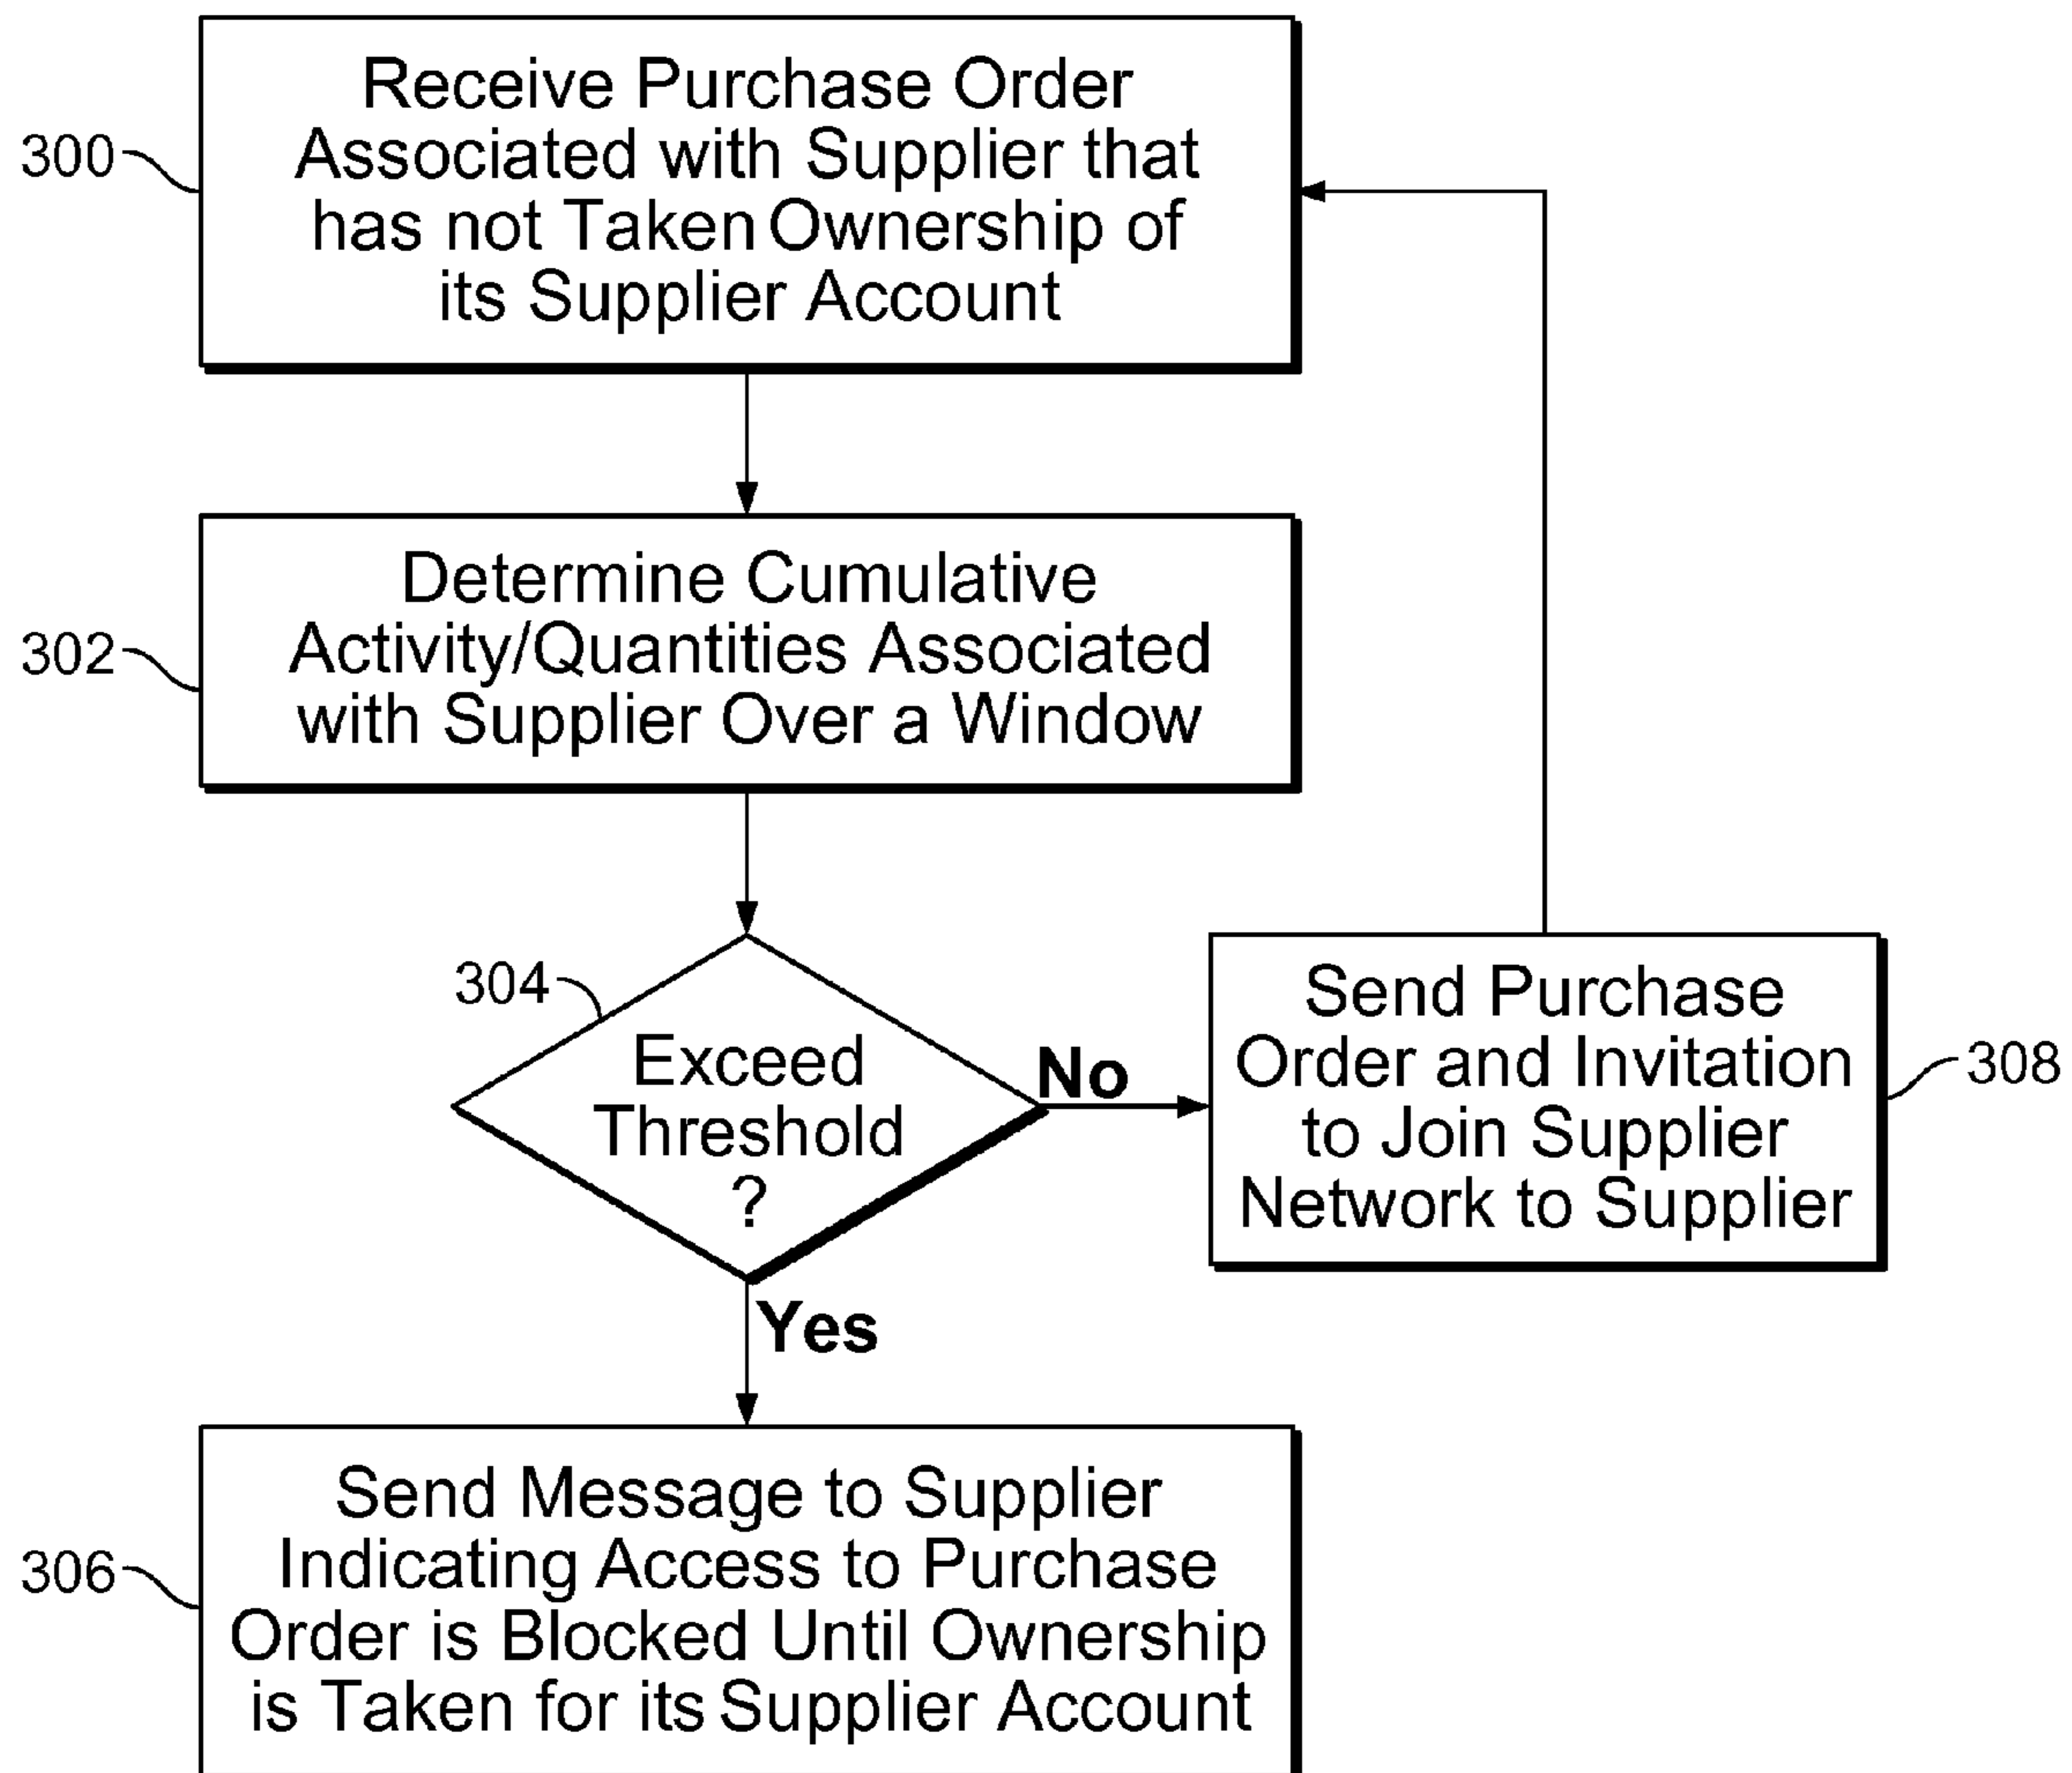 300
Receive Purchase Order
Associated with Supplier that
has not Taken Ownership of
its Supplier Account
302
Determine Cumulative
Activity/Quantities Associated
with Supplier Over a Window
304
Exceed
Threshold
?
No
Yes
Send Purchase
Order and Invitation
to Join Supplier
Network to Supplier
308
306
Send Message to Supplier
Indicating Access to Purchase
Order is Blocked Until Ownership
is Taken for its Supplier Account